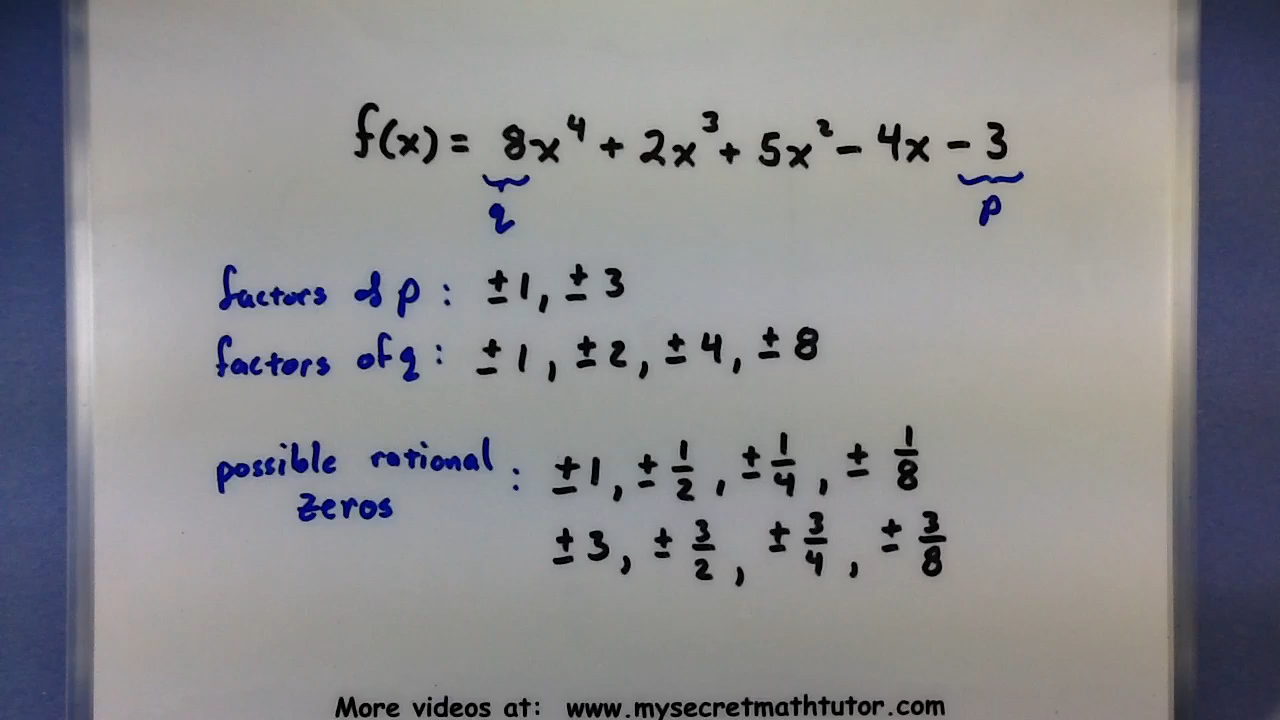 f(x) = 8x⁴ + 2x³ + 5x² - 4x - 3
q p
factors of p : ±1, ±3
factors of q : ±1, ±2, ±4, ±8
possible rational zeros : ±1, ±1/2, ±1/4, ±1/8
±3, ±3/2, ±3/4, ±3/8
More videos at: www.mysecretmathtutor.com